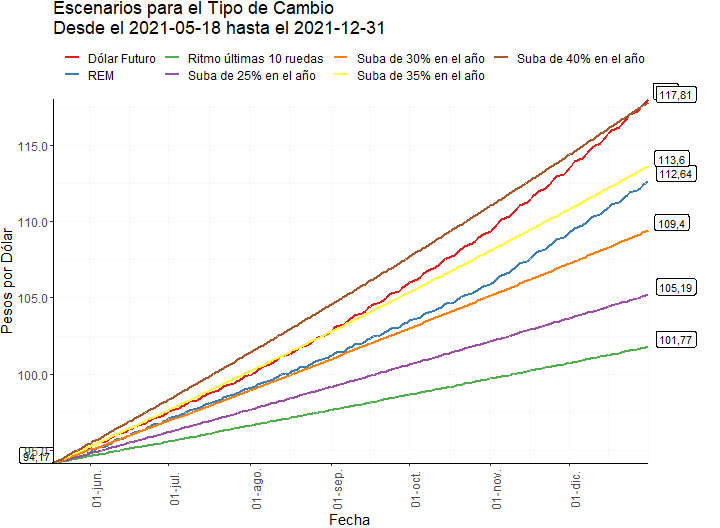 Escenarios para el Tipo de Cambio
Desde el 2021-05-18 hasta el 2021-12-31
Dólar Futuro
Ritmo últimas 10 ruedas
Suba de 30% en el año
Suba de 40% en el año
REM
Suba de 25% en el año
Suba de 35% en el año
Pesos por Dólar
117,81
115.0
113,6
112,64
110.0
109,4
105.0
105,19
101,77
100.0
94,17
01-jun.
01-jul.
01-ago.
01-sep.
01-oct.
01-nov.
01-dic.
Fecha